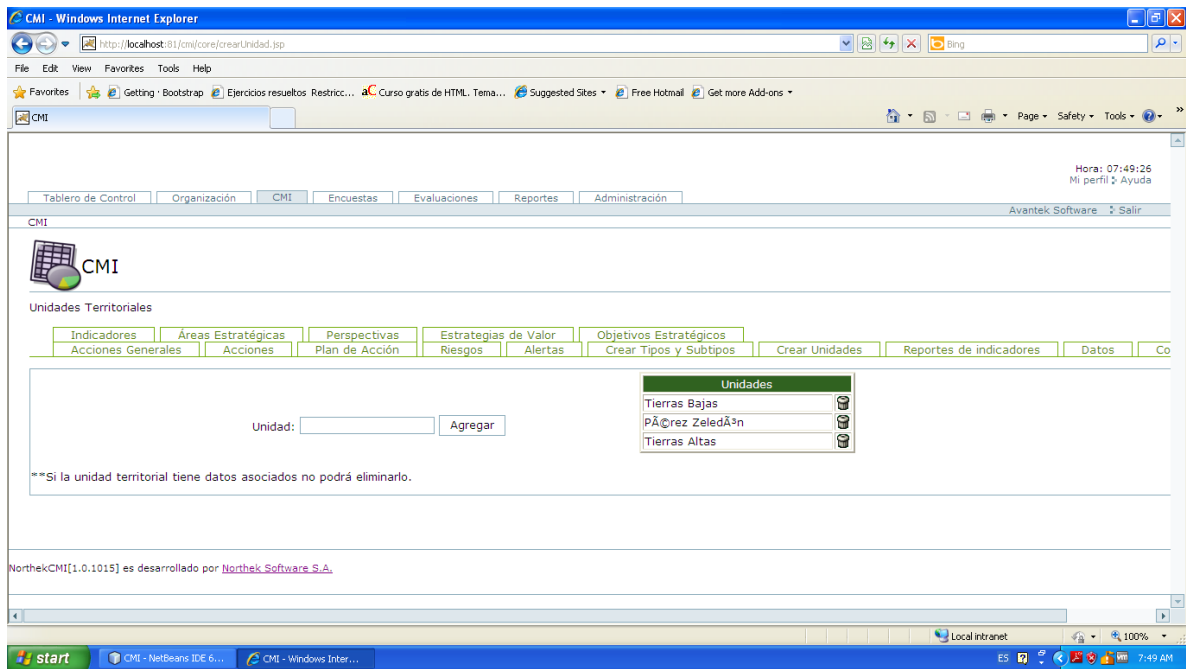 CMI - Windows Internet Explorer
http://localhost:81/cmi/core/crearUnidad.jsp
Bing
File Edit View Favorites Tools Help
Favorites Getting · Bootstrap Ejercicios resueltos Restricc... aC Curso gratis de HTML. Tema... Suggested Sites Free Hotmail Get more Add-ons
CMI Page Safety Tools »
Hora: 07:49:26
Mi perfil Ayuda
Tablero de Control Organización CMI Encuestas Evaluaciones Reportes Administración
Avantek Software Salir
CMI
CMI
Unidades Territoriales
Indicadores Áreas Estratégicas Perspectivas Estrategias de Valor Objetivos Estratégicos
Acciones Generales Acciones Plan de Acción Riesgos Alertas Crear Tipos y Subtipos Crear Unidades Reportes de indicadores Datos Co
Unidades
Tierras Bajas
PÃ©rez ZeledÃ³n
Tierras Altas
Unidad: Agregar
**Si la unidad territorial tiene datos asociados no podrá eliminarlo.
NorthekCMI[1.0.1015] es desarrollado por Northek Software S.A.
Local intranet 100%
start CMI - NetBeans IDE 6... CMI - Windows Inter... ES 7:49 AM